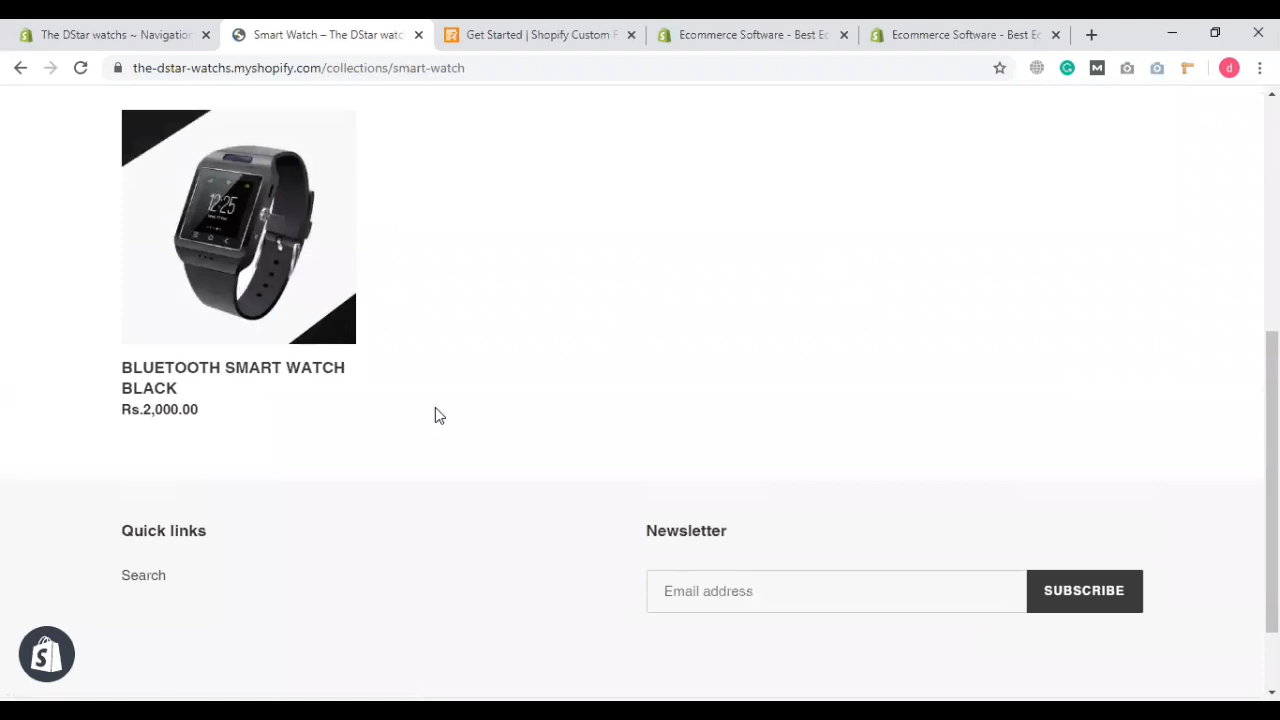 The DStar watchs ~ Navigation
Smart Watch – The DStar watc
Get Started | Shopify Custom
Ecommerce Software - Best Ec
Ecommerce Software - Best Ec
the-dstar-watchs.myshopify.com/collections/smart-watch
d
12:25
BLUETOOTH SMART WATCH
BLACK
Rs.2,000.00
Quick links
Newsletter
Search
Email address
SUBSCRIBE